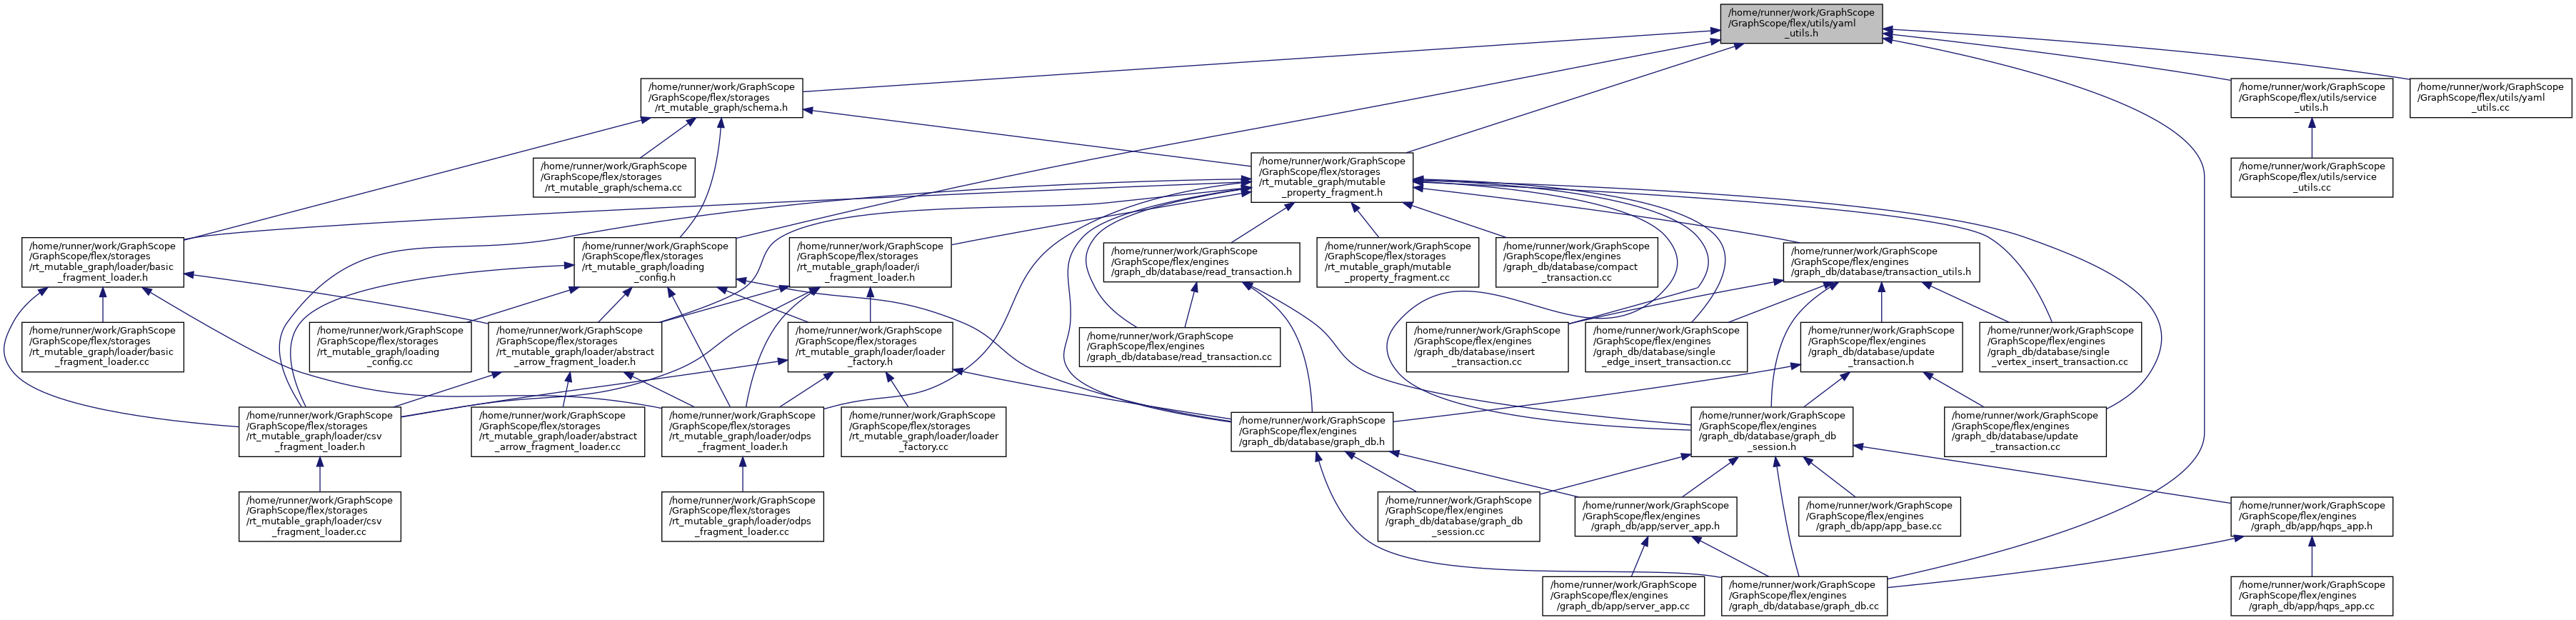 /home/runner/work/GraphScope
/GraphScope/flex/utils/yaml
_utils.h
/home/runner/work/GraphScope
/GraphScope/flex/storages
/rt_mutable_graph/schema.h
/home/runner/work/GraphScope
/GraphScope/flex/utils/service
_utils.h
/home/runner/work/GraphScope
/GraphScope/flex/utils/yaml
_utils.cc
/home/runner/work/GraphScope
/GraphScope/flex/storages
/rt_mutable_graph/schema.cc
/home/runner/work/GraphScope
/GraphScope/flex/storages
/rt_mutable_graph/mutable
_property_fragment.h
/home/runner/work/GraphScope
/GraphScope/flex/utils/service
_utils.cc
/home/runner/work/GraphScope
/GraphScope/flex/storages
/rt_mutable_graph/loader/basic
_fragment_loader.h
/home/runner/work/GraphScope
/GraphScope/flex/storages
/rt_mutable_graph/loading
_config.h
/home/runner/work/GraphScope
/GraphScope/flex/storages
/rt_mutable_graph/loader/i
_fragment_loader.h
/home/runner/work/GraphScope
/GraphScope/flex/engines
/graph_db/database/read_transaction.h
/home/runner/work/GraphScope
/GraphScope/flex/storages
/rt_mutable_graph/mutable
_property_fragment.cc
/home/runner/work/GraphScope
/GraphScope/flex/engines
/graph_db/database/compact
_transaction.cc
/home/runner/work/GraphScope
/GraphScope/flex/engines
/graph_db/database/transaction_utils.h
/home/runner/work/GraphScope
/GraphScope/flex/storages
/rt_mutable_graph/loader/basic
_fragment_loader.cc
/home/runner/work/GraphScope
/GraphScope/flex/storages
/rt_mutable_graph/loading
_config.cc
/home/runner/work/GraphScope
/GraphScope/flex/storages
/rt_mutable_graph/loader/abstract
_arrow_fragment_loader.h
/home/runner/work/GraphScope
/GraphScope/flex/storages
/rt_mutable_graph/loader/loader
_factory.h
/home/runner/work/GraphScope
/GraphScope/flex/engines
/graph_db/database/read_transaction.cc
/home/runner/work/GraphScope
/GraphScope/flex/engines
/graph_db/database/insert
_transaction.cc
/home/runner/work/GraphScope
/GraphScope/flex/engines
/graph_db/database/single
_edge_insert_transaction.cc
/home/runner/work/GraphScope
/GraphScope/flex/engines
/graph_db/database/update
_transaction.h
/home/runner/work/GraphScope
/GraphScope/flex/engines
/graph_db/database/single
_vertex_insert_transaction.cc
/home/runner/work/GraphScope
/GraphScope/flex/storages
/rt_mutable_graph/loader/csv
_fragment_loader.h
/home/runner/work/GraphScope
/GraphScope/flex/storages
/rt_mutable_graph/loader/abstract
_arrow_fragment_loader.cc
/home/runner/work/GraphScope
/GraphScope/flex/storages
/rt_mutable_graph/loader/odps
_fragment_loader.h
/home/runner/work/GraphScope
/GraphScope/flex/storages
/rt_mutable_graph/loader/loader
_factory.cc
/home/runner/work/GraphScope
/GraphScope/flex/engines
/graph_db/database/graph_db.h
/home/runner/work/GraphScope
/GraphScope/flex/engines
/graph_db/database/graph_db
_session.h
/home/runner/work/GraphScope
/GraphScope/flex/engines
/graph_db/database/update
_transaction.cc
/home/runner/work/GraphScope
/GraphScope/flex/storages
/rt_mutable_graph/loader/csv
_fragment_loader.cc
/home/runner/work/GraphScope
/GraphScope/flex/storages
/rt_mutable_graph/loader/odps
_fragment_loader.cc
/home/runner/work/GraphScope
/GraphScope/flex/engines
/graph_db/database/graph_db
_session.cc
/home/runner/work/GraphScope
/GraphScope/flex/engines
/graph_db/app/server_app.h
/home/runner/work/GraphScope
/GraphScope/flex/engines
/graph_db/app/app_base.cc
/home/runner/work/GraphScope
/GraphScope/flex/engines
/graph_db/app/hqps_app.h
/home/runner/work/GraphScope
/GraphScope/flex/engines
/graph_db/app/server_app.cc
/home/runner/work/GraphScope
/GraphScope/flex/engines
/graph_db/database/graph_db.cc
/home/runner/work/GraphScope
/GraphScope/flex/engines
/graph_db/app/hqps_app.cc